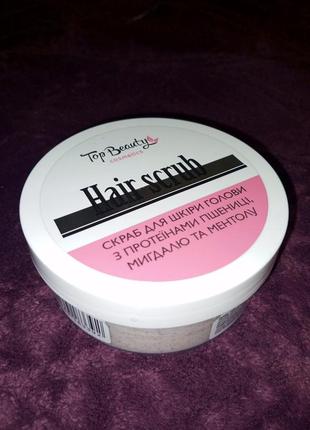 Top Beauty
cosmetics
Hair scrub
СКРАБ ДЛЯ ШКІРИ ГОЛОВИ
З ПРОТЕЇНАМИ ПШЕНИЦІ,
МИГДАЛЮ ТА МЕНТОЛУ